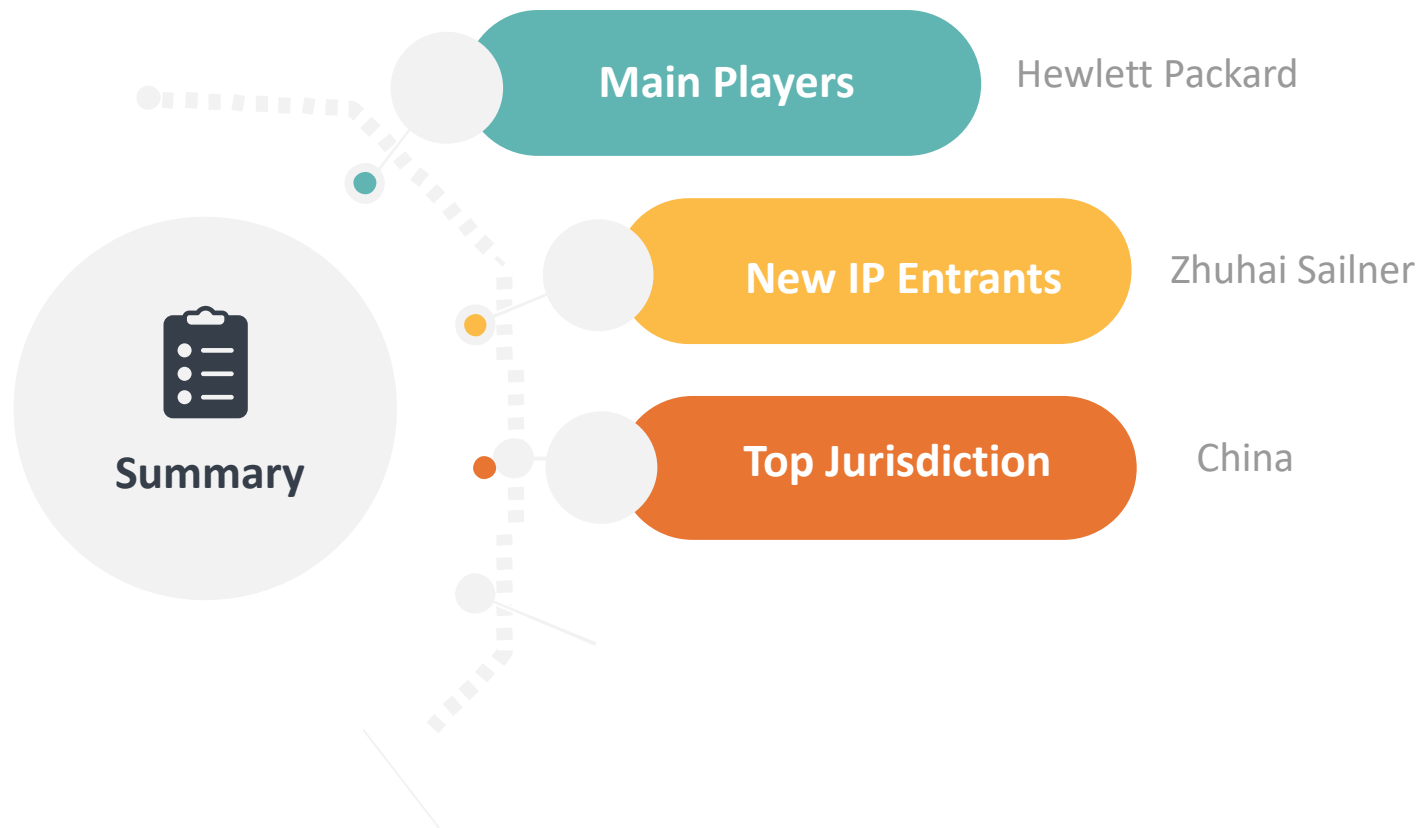 Main Players
Hewlett Packard
New IP Entrants
Zhuhai Sailner
Top Jurisdiction
China
Summary